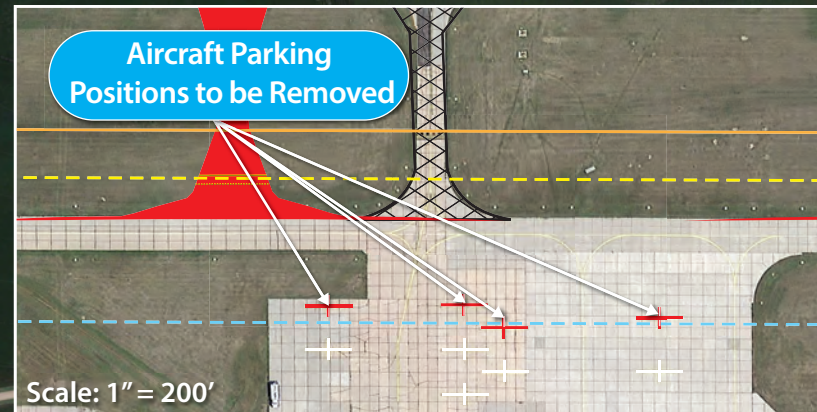 Aircraft Parking
Positions to be Removed
Scale: 1” = 200’